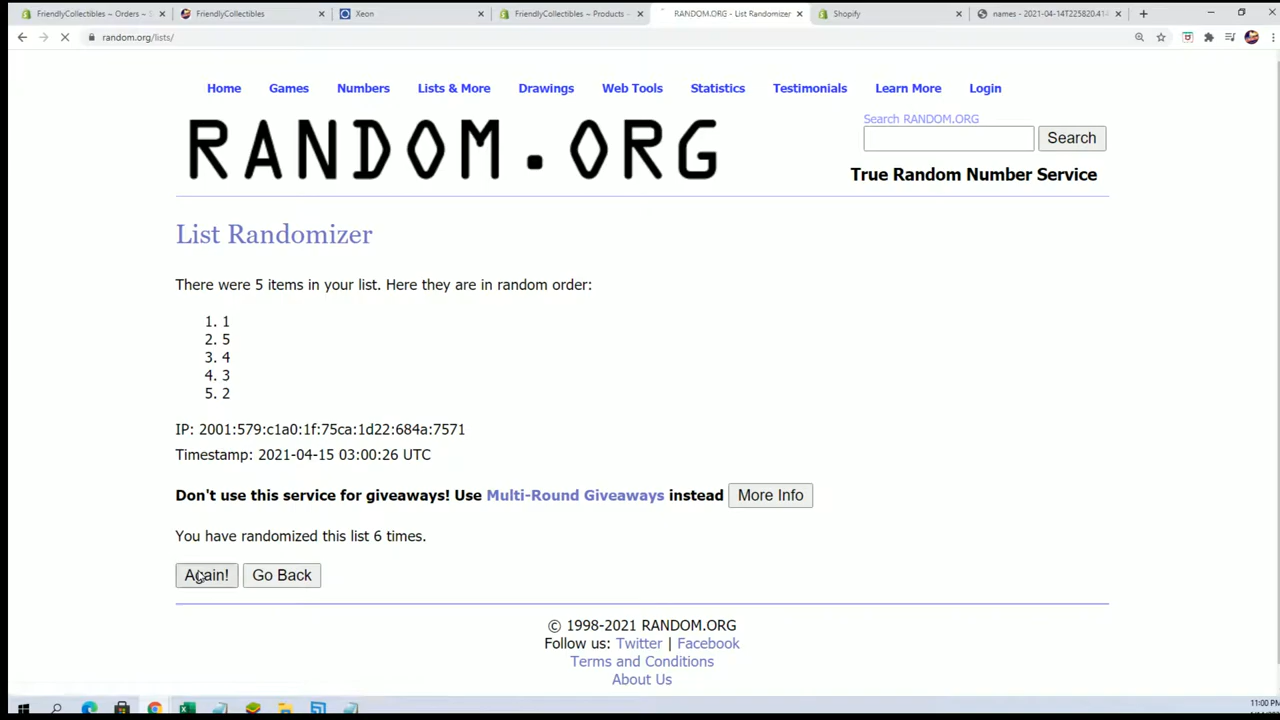 FriendlyCollectibles ~ Orders ~ S
FriendlyCollectibles
Xeon
FriendlyCollectibles ~ Products ~
RANDOM.ORG - List Randomizer
Shopify
names - 2021-04-14T225820.414
random.org/lists/
Home Games Numbers Lists & More Drawings Web Tools Statistics Testimonials Learn More Login
RANDOM.ORG
Search RANDOM.ORG
Search
True Random Number Service
List Randomizer
There were 5 items in your list. Here they are in random order:
1. 1
2. 5
3. 4
4. 3
5. 2
IP: 2001:579:c1a0:1f:75ca:1d22:684a:7571
Timestamp: 2021-04-15 03:00:26 UTC
Don't use this service for giveaways! Use Multi-Round Giveaways instead More Info
You have randomized this list 6 times.
Again! Go Back
© 1998-2021 RANDOM.ORG
Follow us: Twitter | Facebook
Terms and Conditions
About Us
11:00 PM